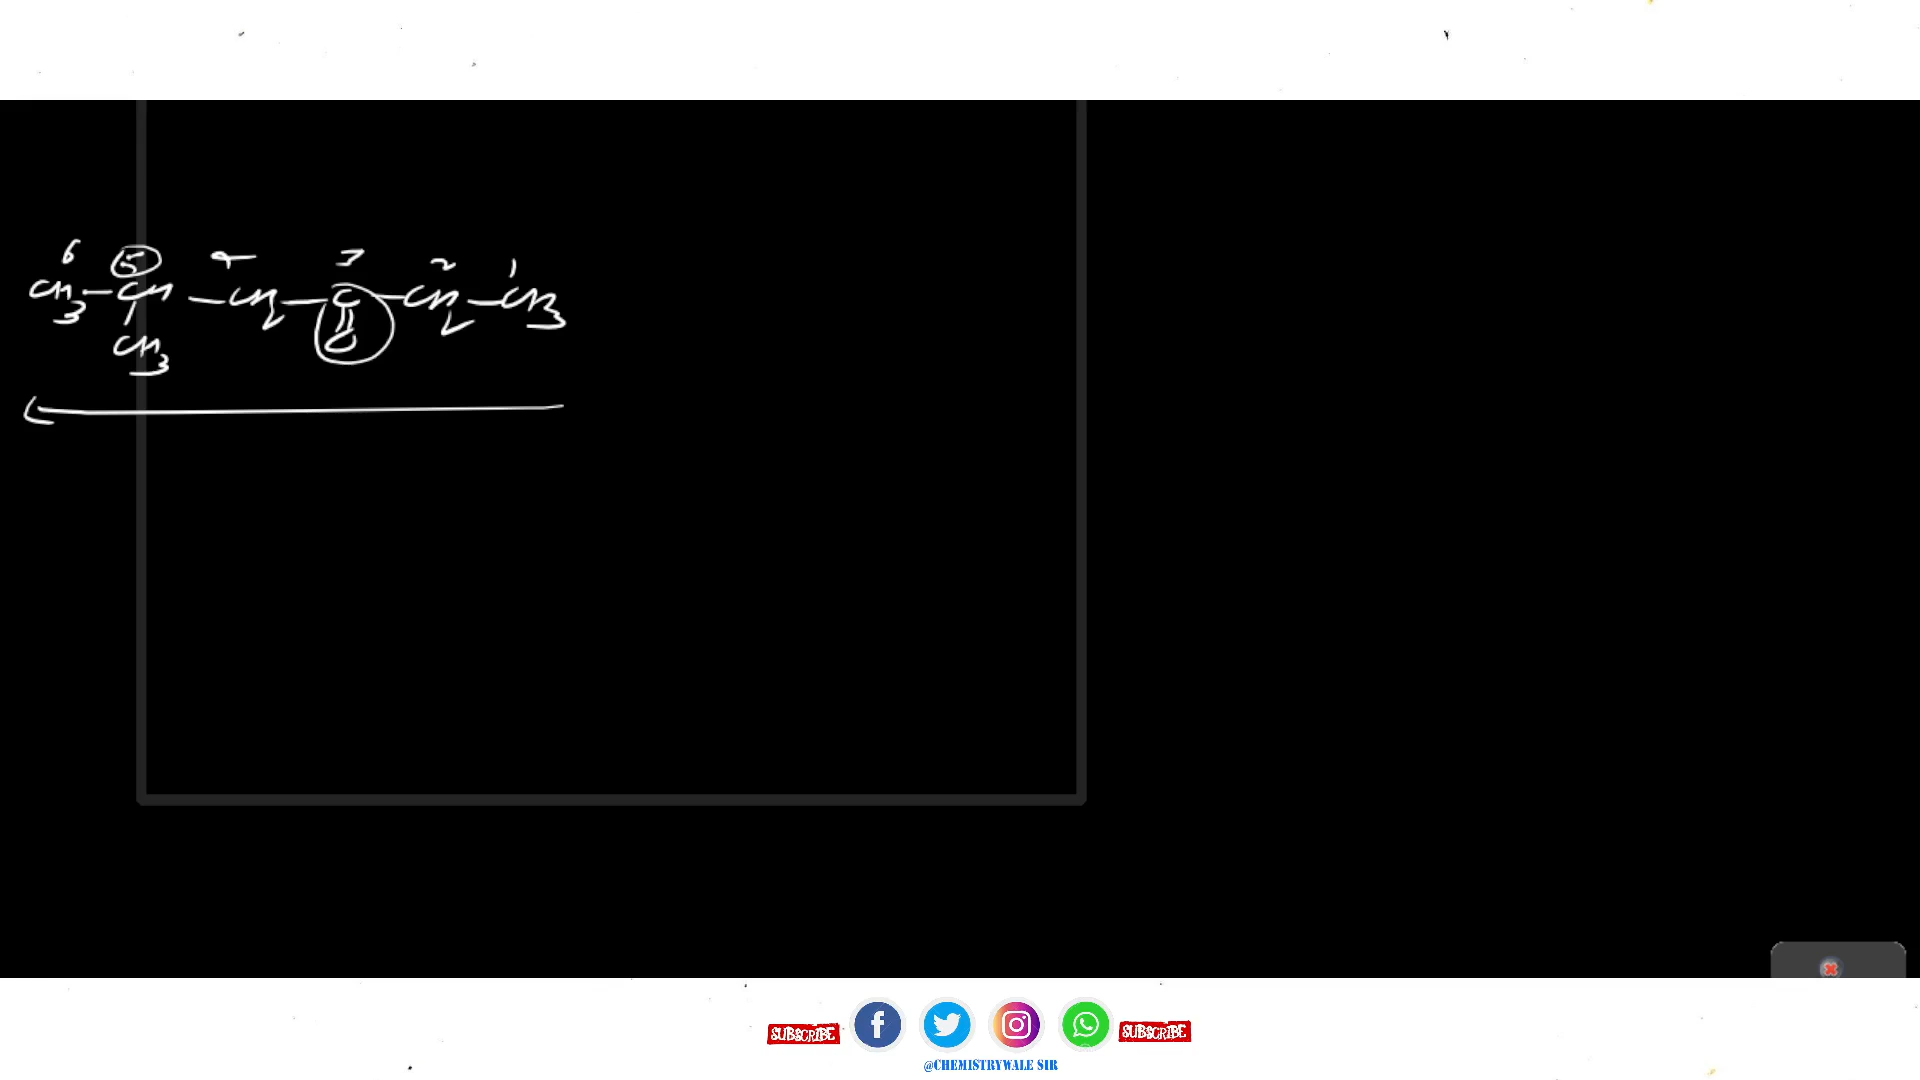 6 5 4 3 2 1
CH3-CH-CH2-C-CH2-CH3
CH3 O
SUBSCRIBE f SUBSCRIBE
@CHEMISTRYWALE SIR